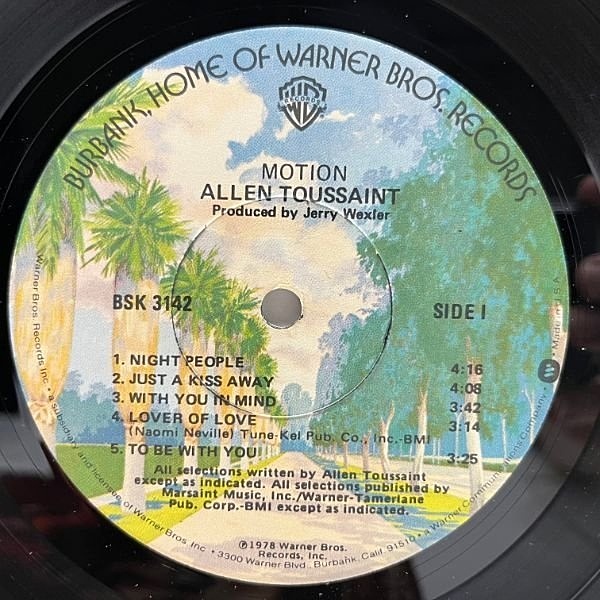 BURBANK, HOME OF WARNER BROS. RECORDS
RECORDS
MOTION
ALLEN TOUSSAINT
Produced by Jerry Wexler
BSK 3142
SIDE I
1. NIGHT PEOPLE 4:16
2. JUST A KISS AWAY 4:08
3. WITH YOU IN MIND 3:42
4. LOVER OF LOVE 3:14
(Naomi Neville) Tune-Kel Pub. Co., Inc.-BMI
5. TO BE WITH YOU 3:25
All selections written by Allen Toussaint
except as indicated. All selections published by
Marsaint Music, Inc./Warner-Tamerlane
Pub. Corp.-BMI except as indicated.
℗1978 Warner Bros.
Records, Inc.
Warner Bros. Records Inc. • a subsidiary and licensee of Warner Bros. Inc. • 3300 Warner Blvd., Burbank, Calif. 91510 • a Warner Communications Company. • Made in U.S.A.